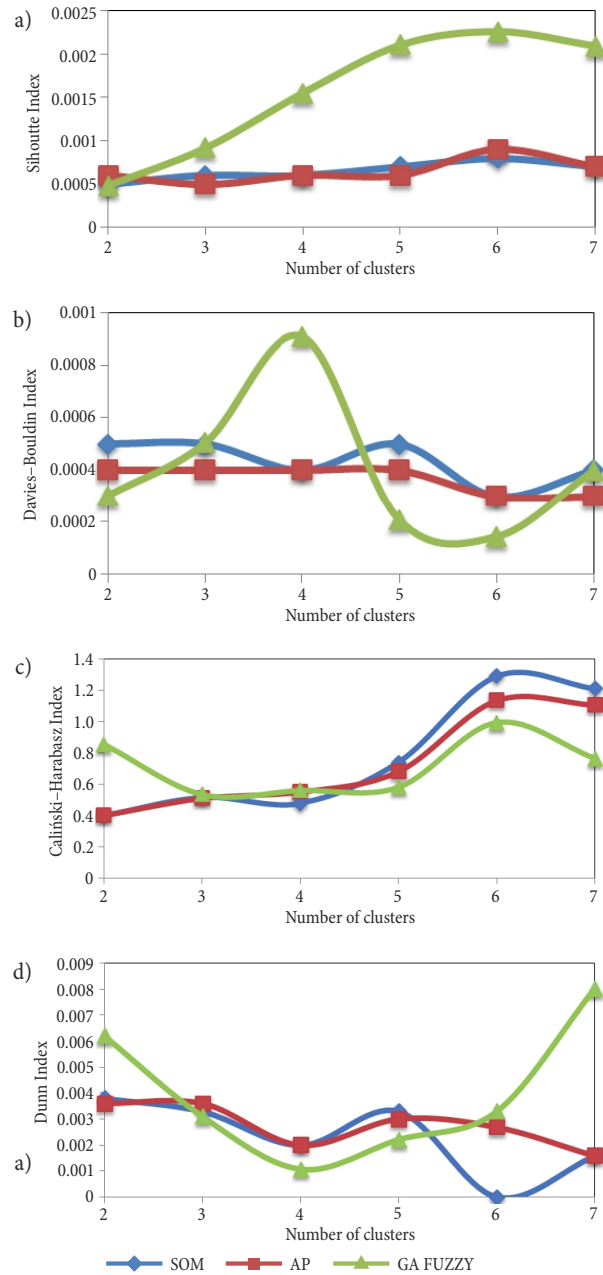 a)
0.0025
0.002
0.0015
0.001
0.0005
0
Sihoutte Index
2 3 4 5 6 7
Number of clusters
b)
0.001
0.0008
0.0006
0.0004
0.0002
0
Davies–Bouldin Index
2 3 4 5 6 7
Number of clusters
c)
1.4
1.2
1.0
0.8
0.6
0.4
0.2
0
Caliński–Harabasz Index
2 3 4 5 6 7
Number of clusters
d)
0.009
0.008
0.007
0.006
0.005
0.004
0.003
0.002
0.001
0
Dunn Index
a)
2 3 4 5 6 7
Number of clusters
SOM AP GA FUZZY